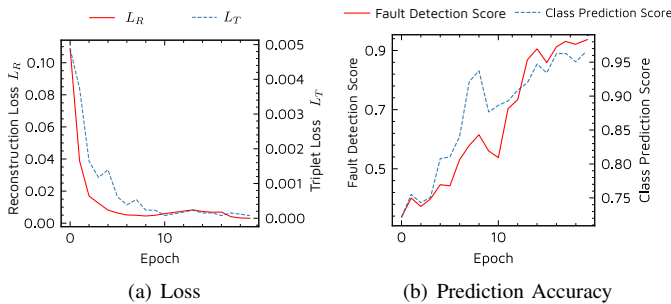 L_R L_T
Fault Detection Score Class Prediction Score
Reconstruction Loss L_R
0.10
0.08
0.06
0.04
0.02
0.00
0.005
0.004
0.003
0.002
0.001
0.000
Triplet Loss L_T
0 10
Epoch
(a) Loss
Fault Detection Score
0.9
0.7
0.5
0.95
0.90
0.85
0.80
0.75
Class Prediction Score
0 10
Epoch
(b) Prediction Accuracy